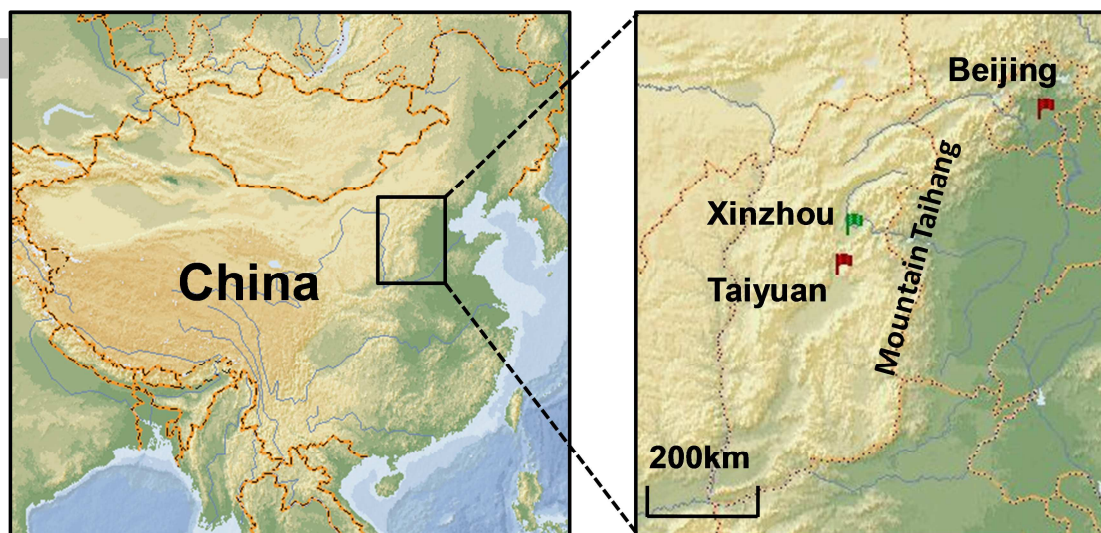 China
Beijing
Xinzhou
Mountain Taihang
Taiyuan
200km